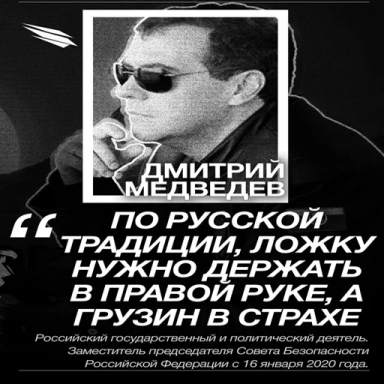 ДМИТРИЙ
МЕДВЕДЕВ
“ ПО РУССКОЙ
ТРАДИЦИИ, ЛОЖКУ
НУЖНО ДЕРЖАТЬ
В ПРАВОЙ РУКЕ, А
ГРУЗИН В СТРАХЕ
Российский государственный и политический деятель.
Заместитель председателя Совета Безопасности
Российской Федерации с 16 января 2020 года.